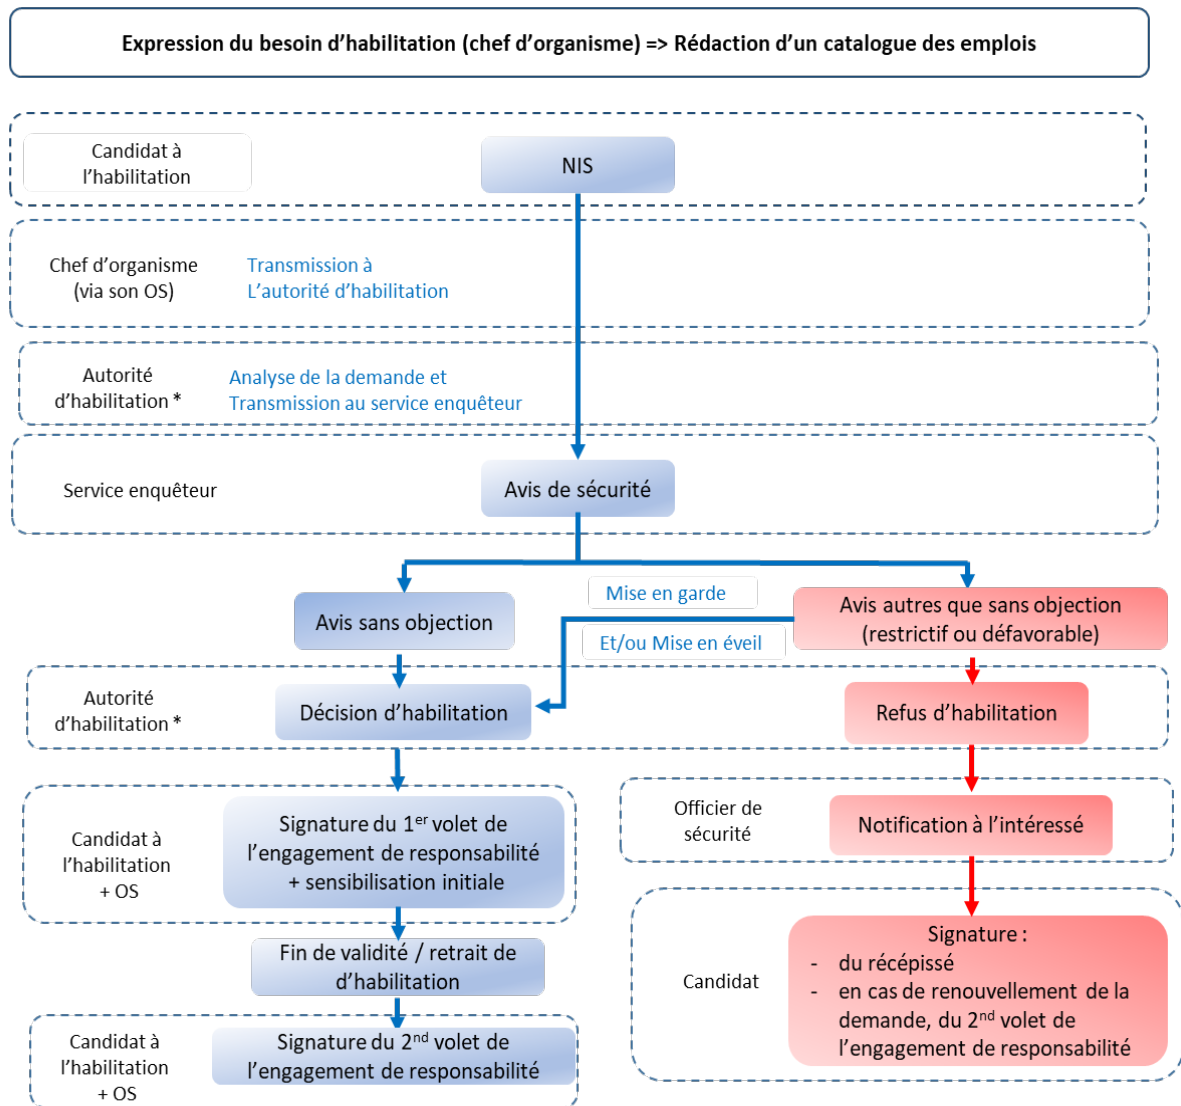 Expression du besoin d'habilitation (chef d'organisme) => Rédaction d'un catalogue des emplois
Candidat à
l'habilitation
NIS
Chef d'organisme
(via son OS)
Transmission à
L'autorité d'habilitation
Autorité
d'habilitation *
Analyse de la demande et
Transmission au service enquêteur
Service enquêteur
Avis de sécurité
Avis sans objection
Mise en garde
Et/ou Mise en éveil
Avis autres que sans objection
(restrictif ou défavorable)
Autorité
d'habilitation *
Décision d'habilitation
Refus d'habilitation
Candidat à
l'habilitation
+ OS
Signature du 1er volet de
l'engagement de responsabilité
+ sensibilisation initiale
Officier de
sécurité
Notification à l'intéressé
Fin de validité / retrait de
d'habilitation
Candidat
Signature :
- du récépissé
- en cas de renouvellement de la
demande, du 2nd volet de
l'engagement de responsabilité
Candidat à
l'habilitation
+ OS
Signature du 2nd volet de
l'engagement de responsabilité